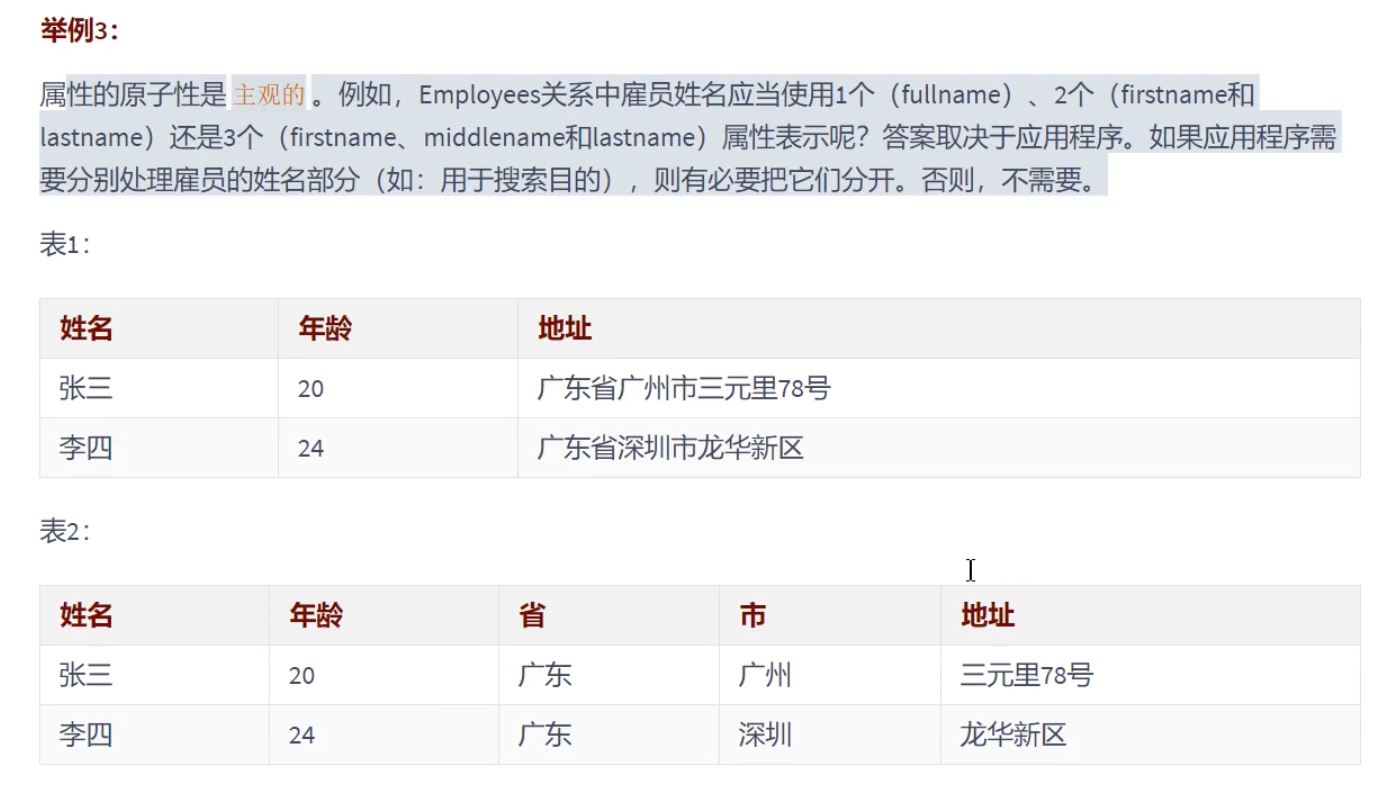 举例3：
属性的原子性是 主观的 。例如，Employees关系中雇员姓名应当使用1个（fullname）、2个（firstname和
lastname）还是3个（firstname、middlename和lastname）属性表示呢？答案取决于应用程序。如果应用程序需
要分别处理雇员的姓名部分（如：用于搜索目的），则有必要把它们分开。否则，不需要。
表1：
姓名 年龄 地址
张三 20 广东省广州市三元里78号
李四 24 广东省深圳市龙华新区
表2：
姓名 年龄 省 市 地址
张三 20 广东 广州 三元里78号
李四 24 广东 深圳 龙华新区